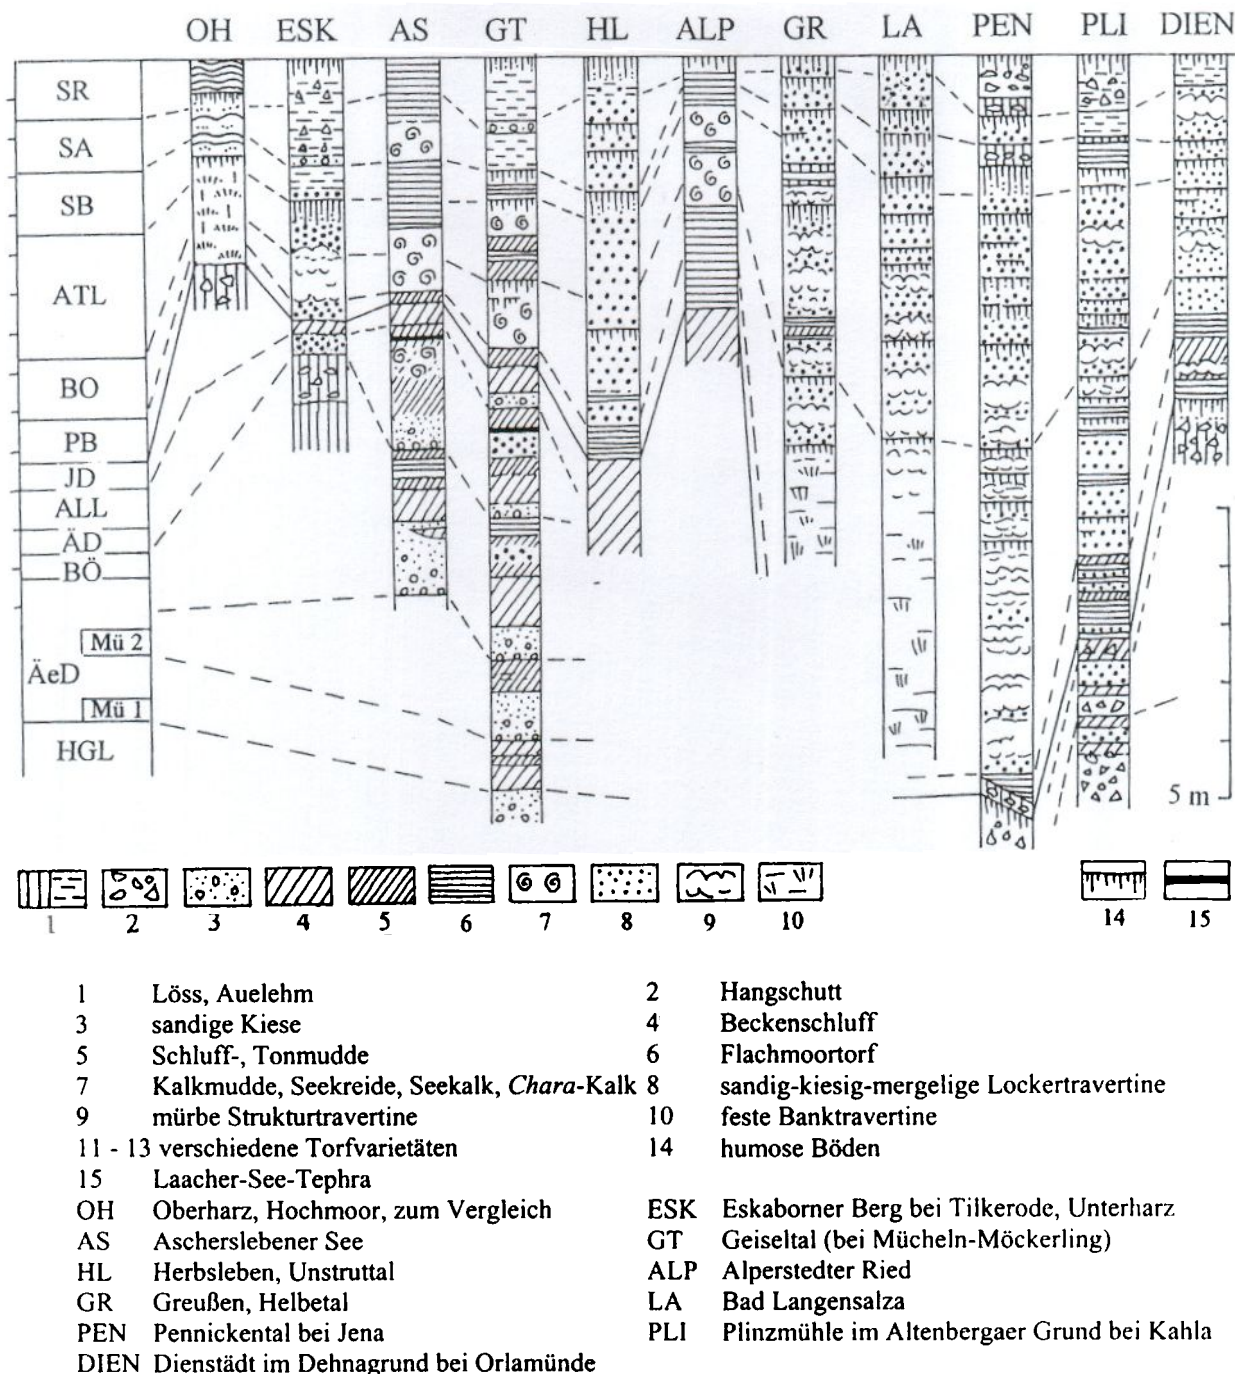 OH ESK AS GT HL ALP GR LA PEN PLI DIEN
SR
SA
SB
ATL
BO
PB
JD
ALL
ÄD
BÖ
Mü 2
ÄeD
Mü 1
HGL
5 m
1 2 3 4 5 6 7 8 9 10 14 15
1 Löss, Auelehm 2 Hangschutt
3 sandige Kiese 4 Beckenschluff
5 Schluff-, Tonmudde 6 Flachmoortorf
7 Kalkmudde, Seekreide, Seekalk, Chara-Kalk 8 sandig-kiesig-mergelige Lockertravertine
9 mürbe Strukturtravertine 10 feste Banktravertine
11 - 13 verschiedene Torfvarietäten 14 humose Böden
15 Laacher-See-Tephra
OH Oberharz, Hochmoor, zum Vergleich ESK Eskaborner Berg bei Tilkerode, Unterharz
AS Ascherslebener See GT Geiseltal (bei Mücheln-Möckerling)
HL Herbsleben, Unstruttal ALP Alperstedter Ried
GR Greußen, Helbetal LA Bad Langensalza
PEN Pennickental bei Jena PLI Plinzmühle im Altenbergaer Grund bei Kahla
DIEN Dienstädt im Dehnagrund bei Orlamünde